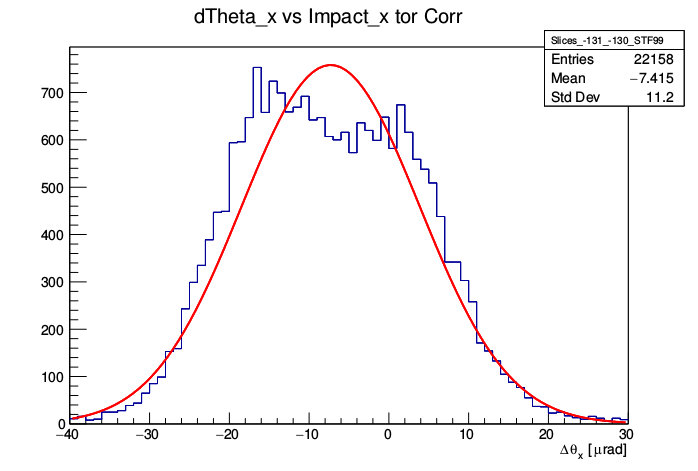 dTheta_x vs Impact_x tor Corr
Slices_-131_-130_STF99
Entries 22158
Mean −7.415
Std Dev 11.2
700
600
500
400
300
200
100
0
−40 −30 −20 −10 0 10 20 30
Δθx [μrad]